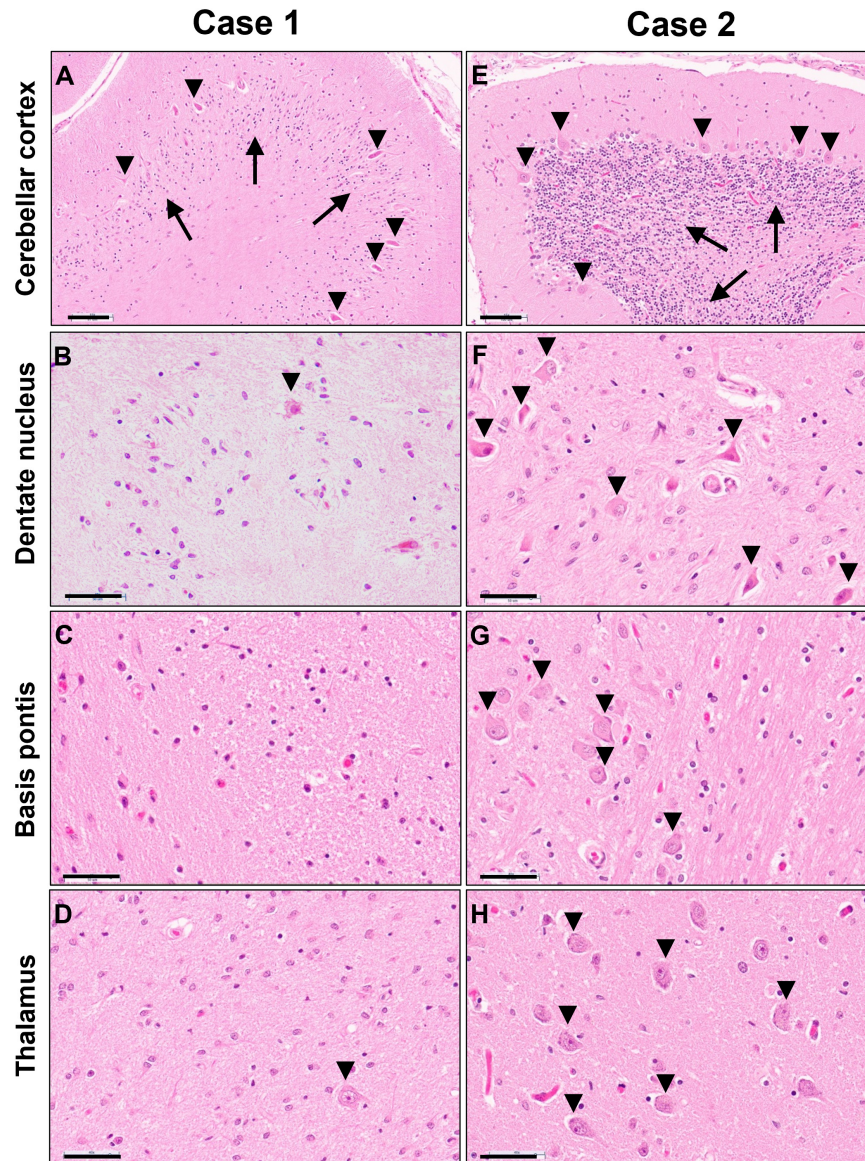 Case 1
Case 2
Cerebellar cortex
A
E
Dentate nucleus
B
F
Basis pontis
C
G
Thalamus
D
H